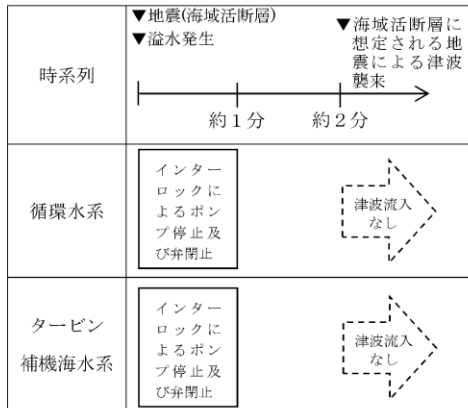 時系列
▼地震(海域活断層)
▼溢水発生
▼海域活断層に
想定される地
震による津波
襲来
約１分
約２分
循環水系
インター
ロックに
よるポン
プ停止及
び弁閉止
津波流入
なし
タービン
補機海水系
インター
ロックに
よるポン
プ停止及
び弁閉止
津波流入
なし